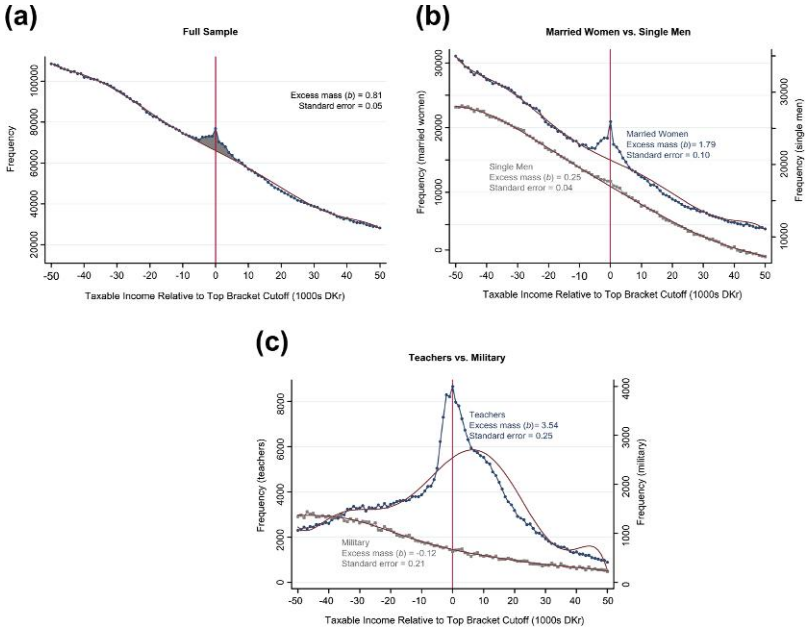 (a)
Full Sample
Excess mass (b) = 0.81
Standard error = 0.05
Frequency
20000
40000
60000
80000
100000
-50 -40 -30 -20 -10 0 10 20 30 40 50
Taxable Income Relative to Top Bracket Cutoff (1000s DKr)
(b)
Married Women vs. Single Men
Frequency (married women)
0
10000
20000
30000
Married Women
Excess mass (b) = 1.79
Standard error = 0.10
Single Men
Excess mass (b) = 0.25
Standard error = 0.04
10000
20000
30000
Frequency (single men)
-50 -40 -30 -20 -10 0 10 20 30 40 50
Taxable Income Relative to Top Bracket Cutoff (1000s DKr)
(c)
Teachers vs. Military
Frequency (teachers)
0
2000
4000
6000
8000
Teachers
Excess mass (b)= 3.54
Standard error = 0.25
Military
Excess mass (b) = -0.12
Standard error = 0.21
0
1000
2000
3000
4000
Frequency (military)
-50 -40 -30 -20 -10 0 10 20 30 40 50
Taxable Income Relative to Top Bracket Cutoff (1000s DKr)